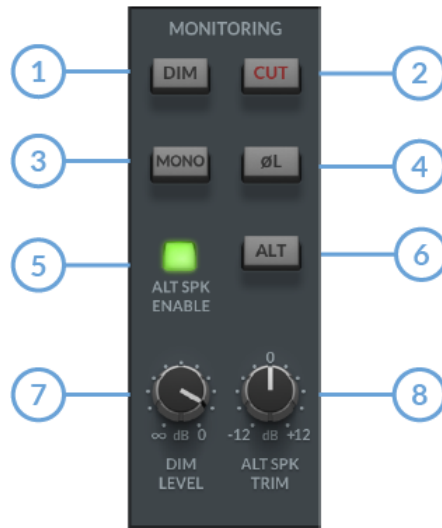 MONITORING
1
DIM
CUT
2
3
MONO
øL
4
5
ALT
6
ALT SPK
ENABLE
0
7
8
∞ dB 0
-12 dB +12
DIM
LEVEL
ALT SPK
TRIM